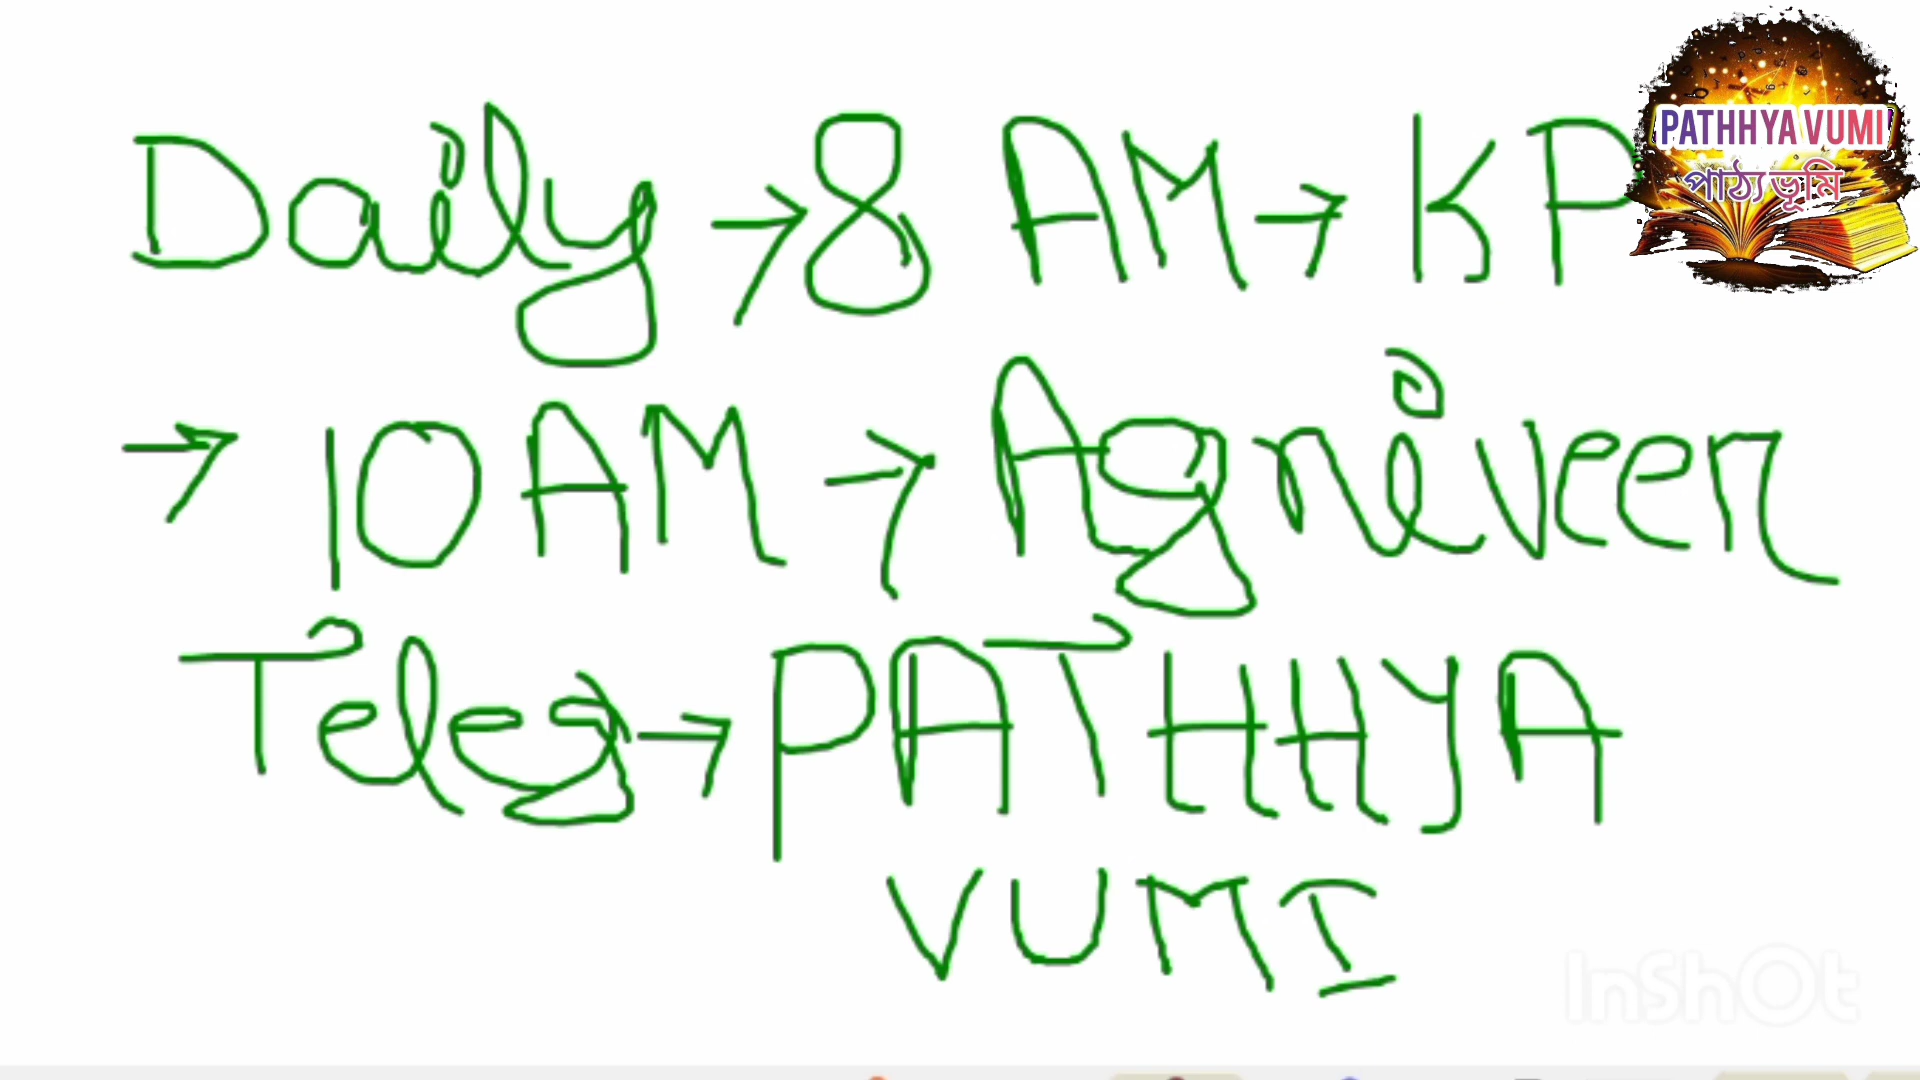 Daily → 8 AM → KP
→ 10 AM → Agniveer
Teleg → PATHHYA
VUMI
PATHHYA VUMI
পাঠ্য ভূমি
InShOt